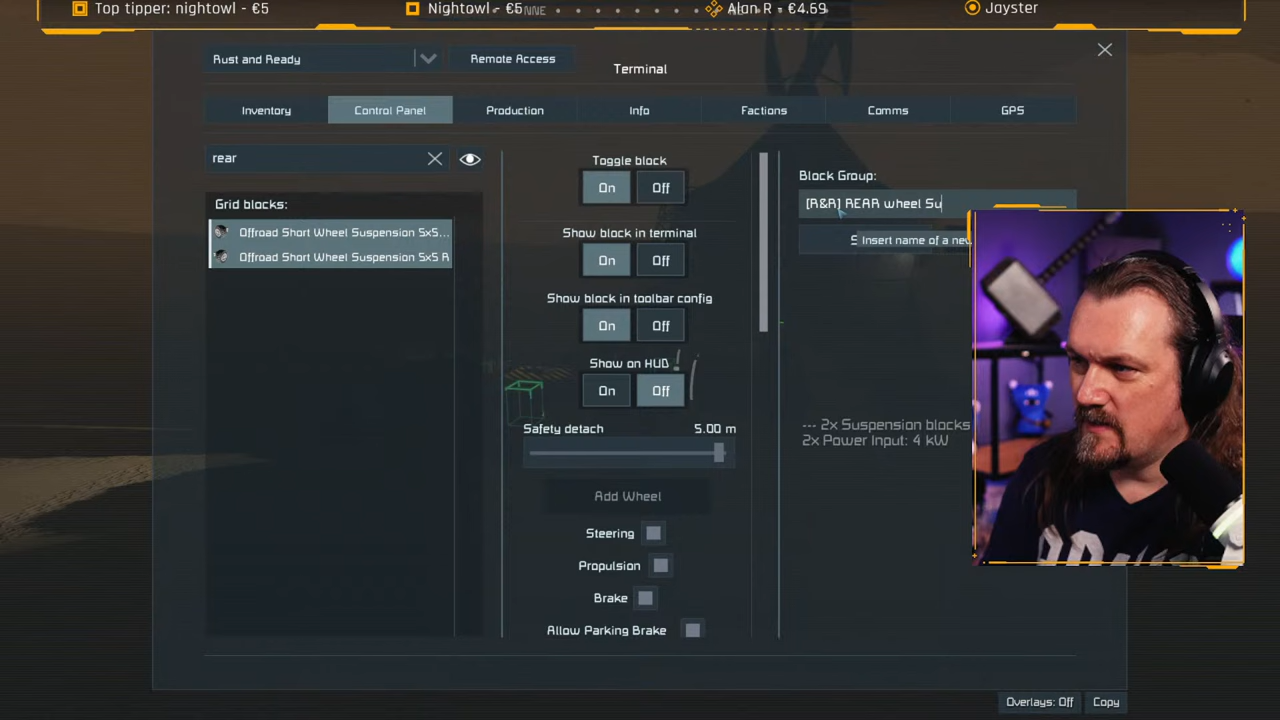 Top tipper: nightowl - €5
Nightowl - €5
Alan R - €4.69
Jayster
Rust and Ready
Remote Access
Terminal
Inventory
Control Panel
Production
Info
Factions
Comms
GPS
rear
Grid blocks:
Offroad Short Wheel Suspension 5x5...
Offroad Short Wheel Suspension 5x5 R
Toggle block
On Off
Show block in terminal
On Off
Show block in toolbar config
On Off
Show on HUD
On Off
Safety detach 5.00 m
Add Wheel
Steering
Propulsion
Brake
Allow Parking Brake
Block Group:
[R&R] REAR wheel Su
Insert name of a new
--- 2x Suspension blocks
2x Power Input: 4 kW
Overlays: Off
Copy